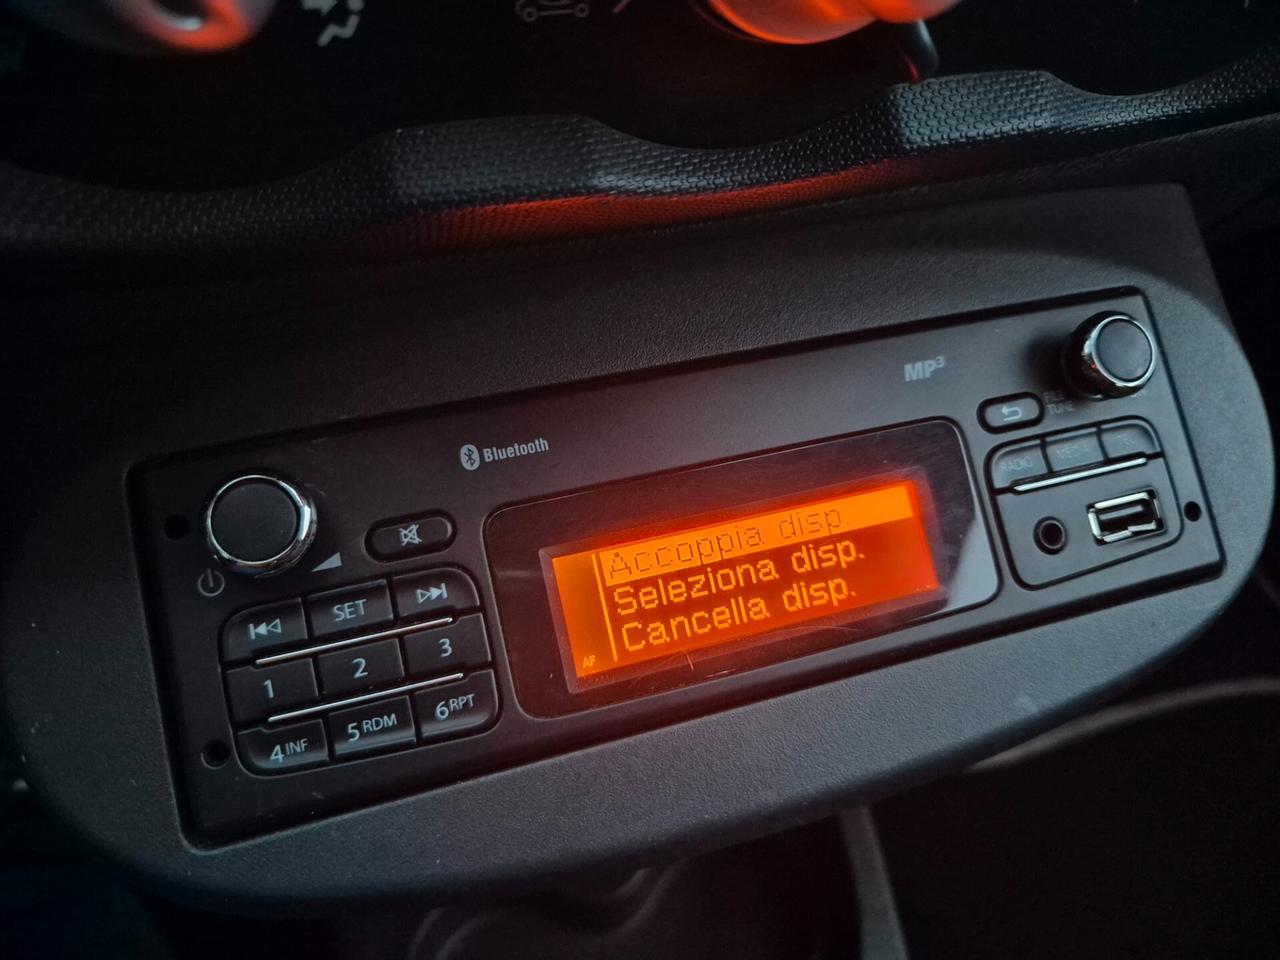 MP3
Bluetooth
RADIO
MEDIA
Accoppia disp.
Seleziona disp.
Cancella disp.
AF
SET
1
2
3
4 INF
5 RDM
6 RPT